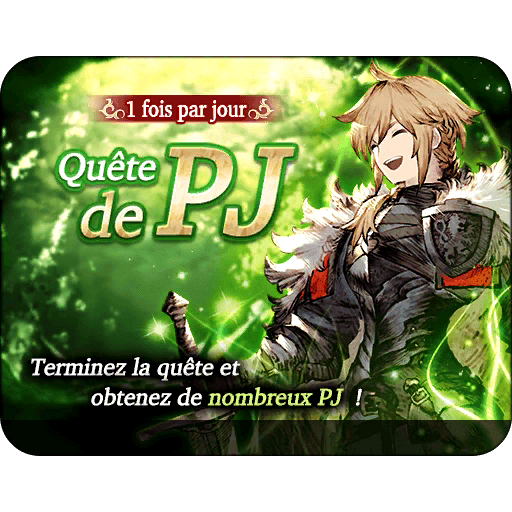 1 fois par jour
Quête
de PJ
Terminez la quête et
obtenez de nombreux PJ !